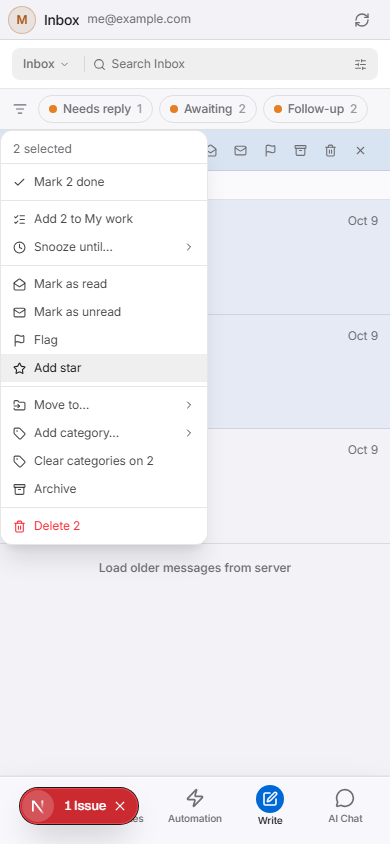 M Inbox me@example.com
Inbox Search Inbox
Needs reply 1 Awaiting 2 Follow-up 2
2 selected
Mark 2 done
Add 2 to My work
Oct 9
Snooze until...
Mark as read
Mark as unread
Flag
Oct 9
Add star
Move to...
Add category...
Oct 9
Clear categories on 2
Archive
Delete 2
Load older messages from server
N 1 Issue es Automation Write AI Chat